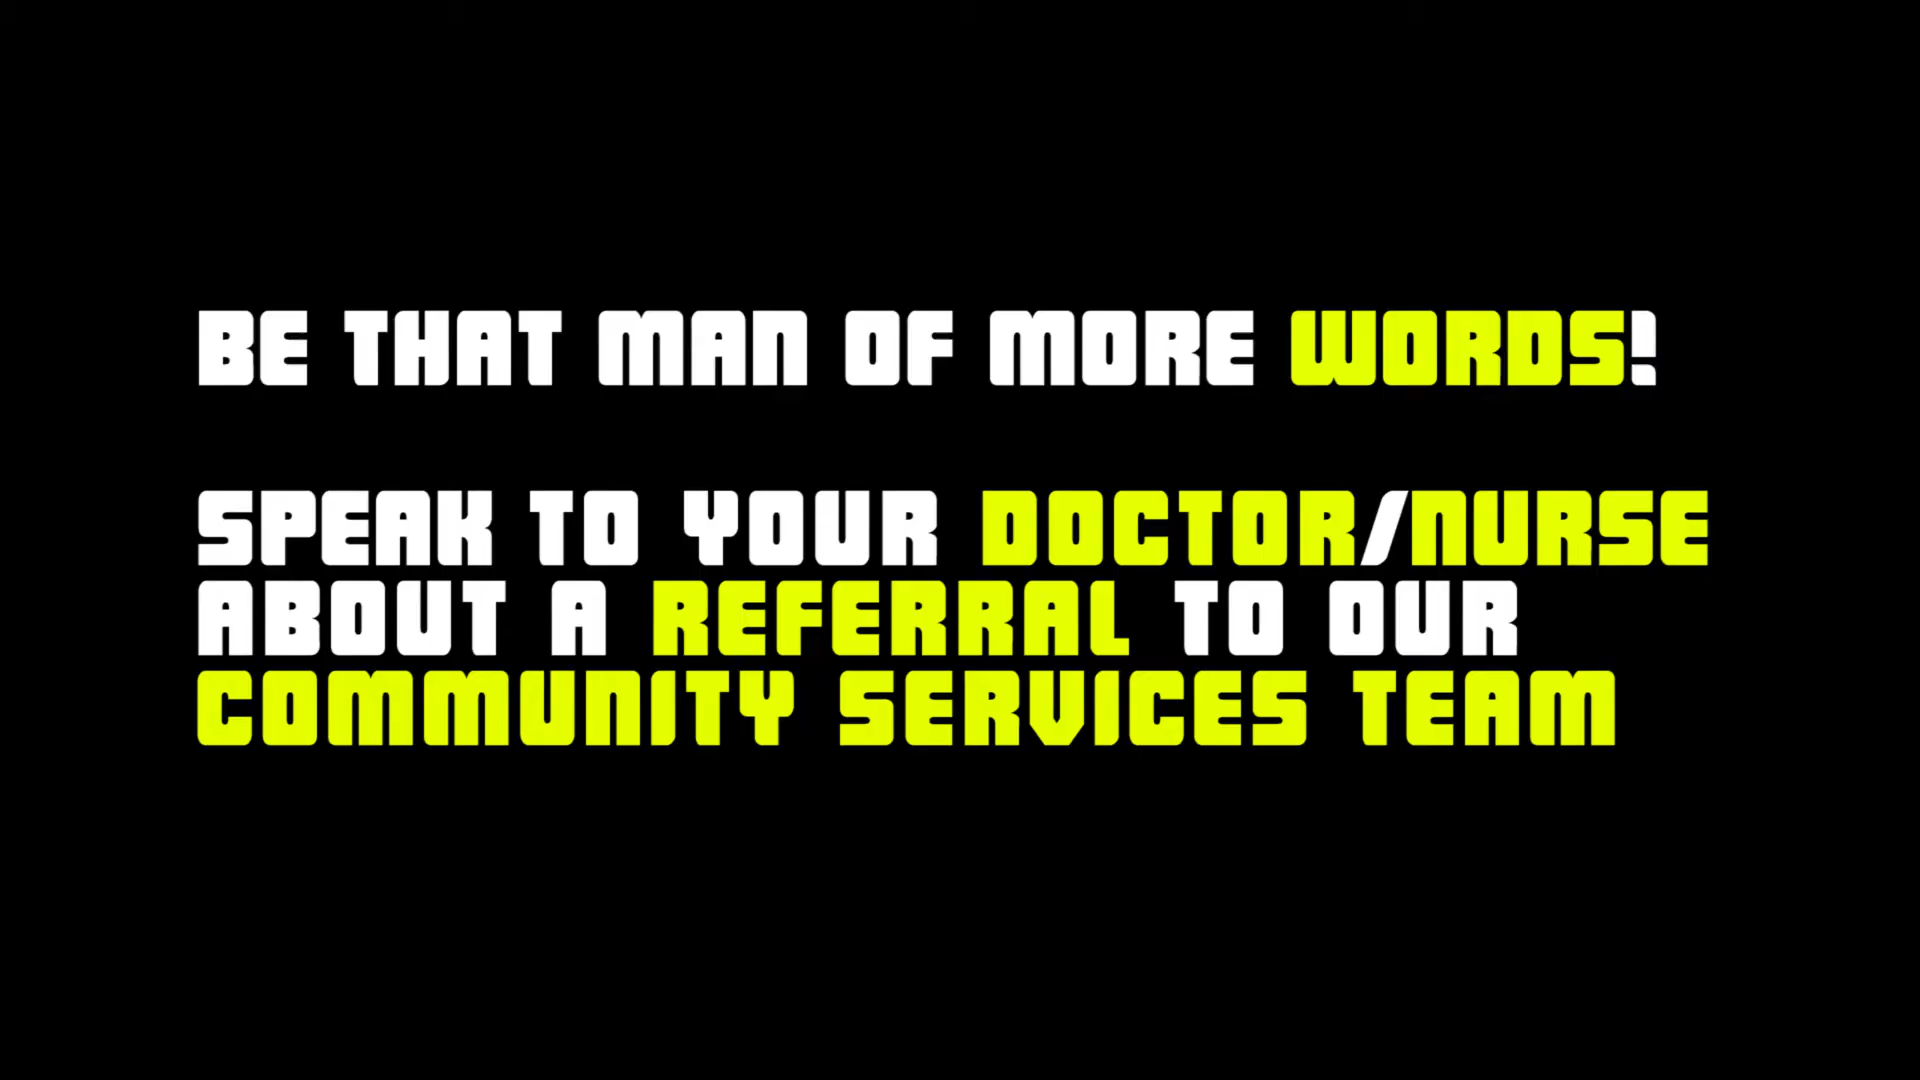 BE THAT MAN OF MORE WORDS!
SPEAK TO YOUR DOCTOR/NURSE
ABOUT A REFERRAL TO OUR
COMMUNITY SERVICES TEAM